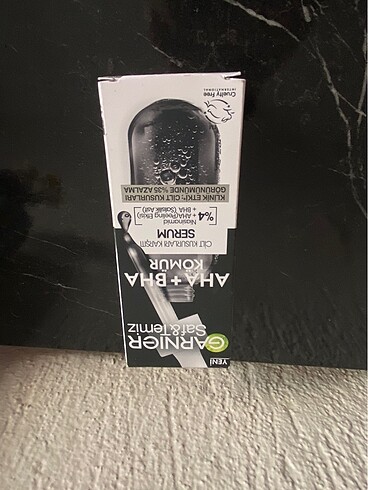 YENİ
GARNIER
Saf&Temiz
AHA+BHA
KÖMÜR
CİLT KUSURLARI KARŞITI
SERUM
%4
Niacinamid
+ AHA (Peeling Etkisi)
+ BHA (Salisilik Asit)
KLİNİK ETKİ: CİLT KUSURLARI
GÖRÜNÜMÜNDE %35 AZALMA
Cruelty Free
INTERNATIONAL